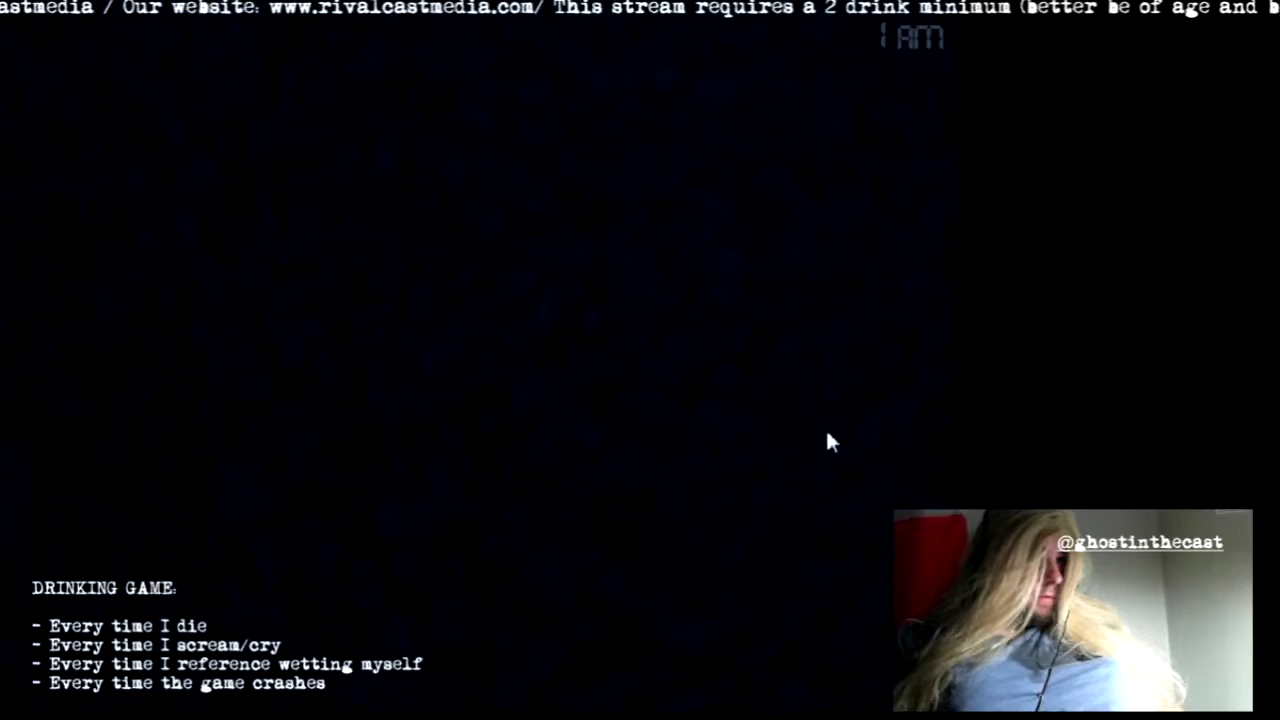 astmedia / Our website: www.rivalcastmedia.com/ This stream requires a 2 drink minimum (better be of age and b
1 AM
@ghostinthecast
DRINKING GAME:
- Every time I die
- Every time I scream/cry
- Every time I reference wetting myself
- Every time the game crashes